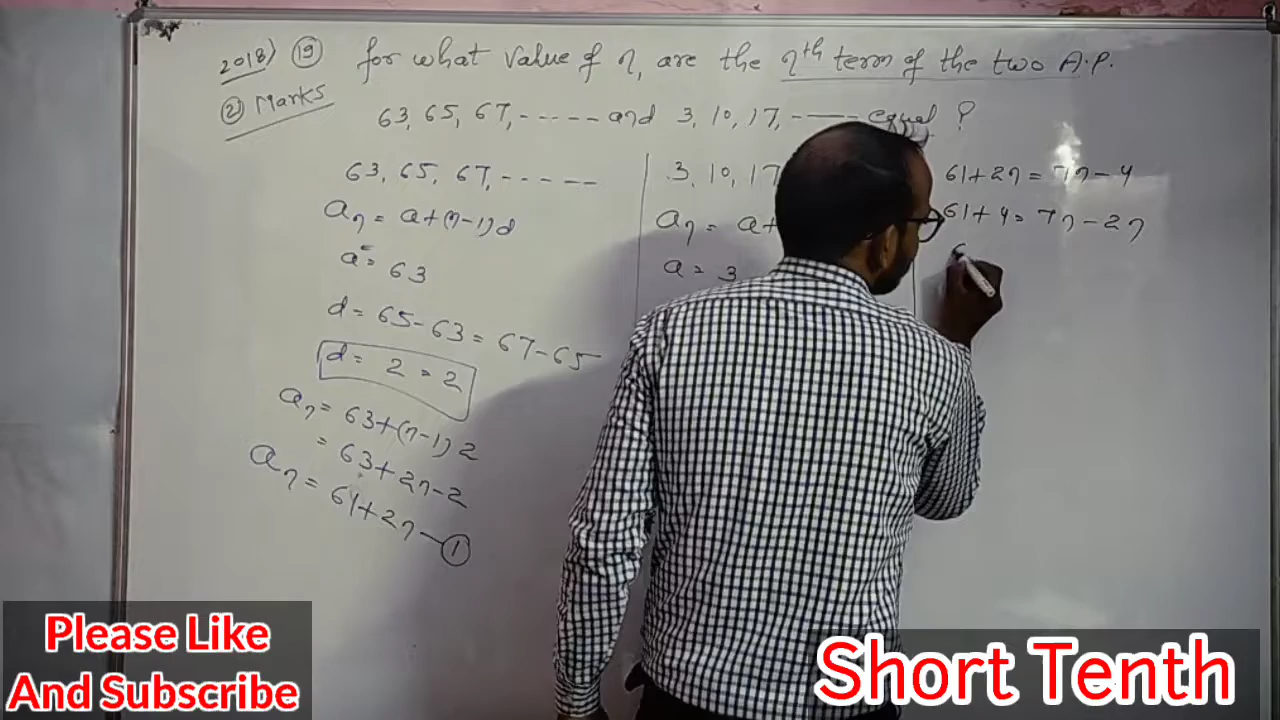 2018) (19) for what value of n, are the nth term of the two A.P.
(2) Marks
63, 65, 67, ----- and 3, 10, 17, ----- equal ?
63, 65, 67, -----
an = a+(n-1)d
a = 63
d = 65-63 = 67-65
d = 2 = 2
an = 63+(n-1)2
= 63+2n-2
an = 61+2n - (1)
3, 10, 17
an = a+
a = 3
61+2n = 7n-4
61+4 = 7n-2n
Please Like
And Subscribe
Short Tenth